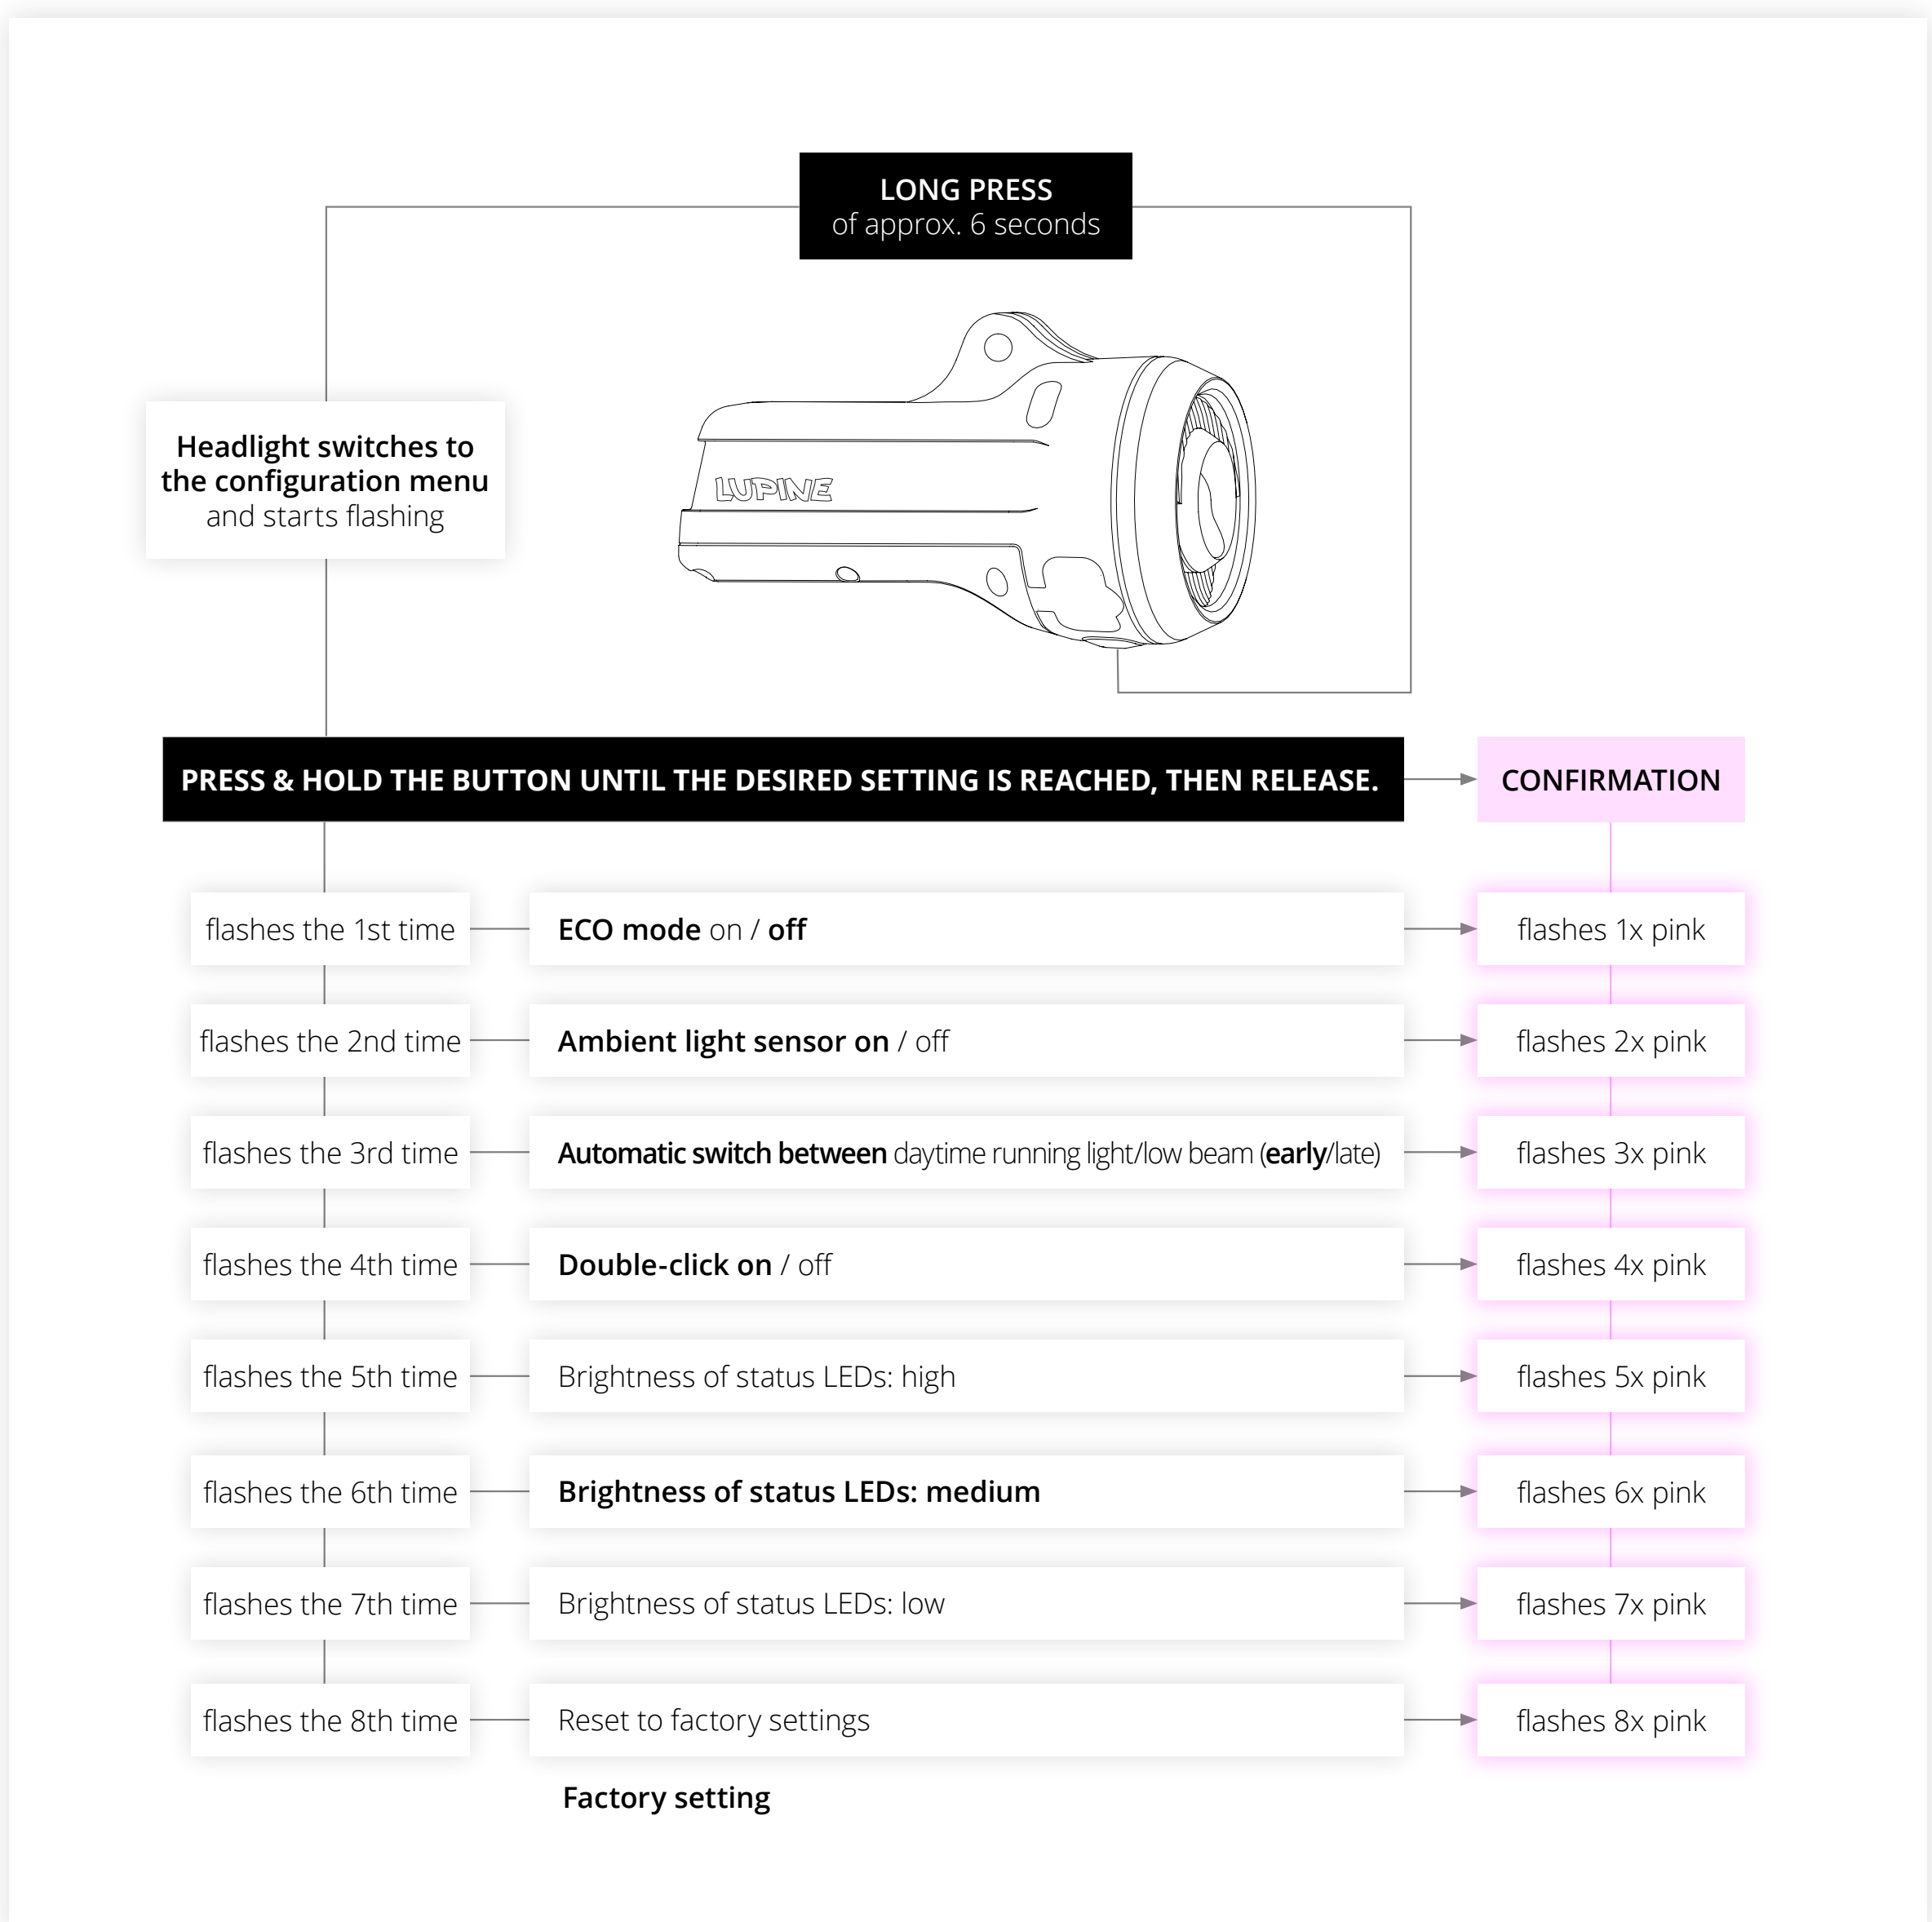 LONG PRESS
of approx. 6 seconds
Headlight switches to
the configuration menu
and starts flashing
LUPINE
PRESS & HOLD THE BUTTON UNTIL THE DESIRED SETTING IS REACHED, THEN RELEASE.
CONFIRMATION
flashes the 1st time
ECO mode on / off
flashes 1x pink
flashes the 2nd time
Ambient light sensor on / off
flashes 2x pink
flashes the 3rd time
Automatic switch between daytime running light/low beam (early/late)
flashes 3x pink
flashes the 4th time
Double-click on / off
flashes 4x pink
flashes the 5th time
Brightness of status LEDs: high
flashes 5x pink
flashes the 6th time
Brightness of status LEDs: medium
flashes 6x pink
flashes the 7th time
Brightness of status LEDs: low
flashes 7x pink
flashes the 8th time
Reset to factory settings
flashes 8x pink
Factory setting